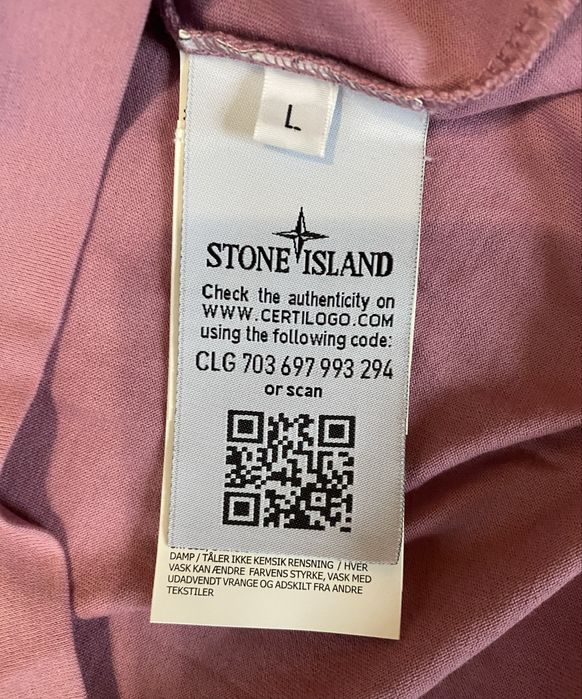 L
STONE ISLAND
Check the authenticity on
WWW.CERTILOGO.COM
using the following code:
CLG 703 697 993 294
or scan
DAMP / TÅLER IKKE KEMSIK RENSNING / HVER
VASK KAN ÆNDRE FARVENS STYRKE, VASK MED
UDADVENDT VRANGE OG ADSKILT FRA ANDRE
TEKSTILER